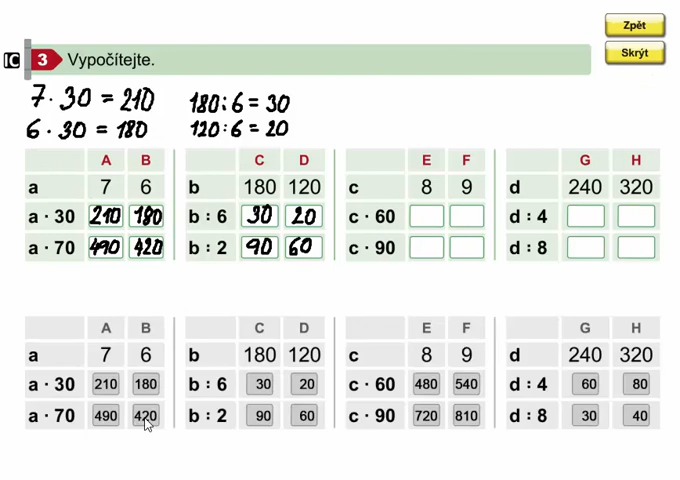 Zpět
Skrýt
3 Vypočítejte.
7 · 30 = 210
6 · 30 = 180
180 : 6 = 30
120 : 6 = 20
A B
a 7 6
a · 30 210 180
a · 70 490 420
C D
b 180 120
b : 6 30 20
b : 2 90 60
E F
c 8 9
c · 60
c · 90
G H
d 240 320
d : 4
d : 8
A B
a 7 6
a · 30 210 180
a · 70 490 420
C D
b 180 120
b : 6 30 20
b : 2 90 60
E F
c 8 9
c · 60 480 540
c · 90 720 810
G H
d 240 320
d : 4 60 80
d : 8 30 40